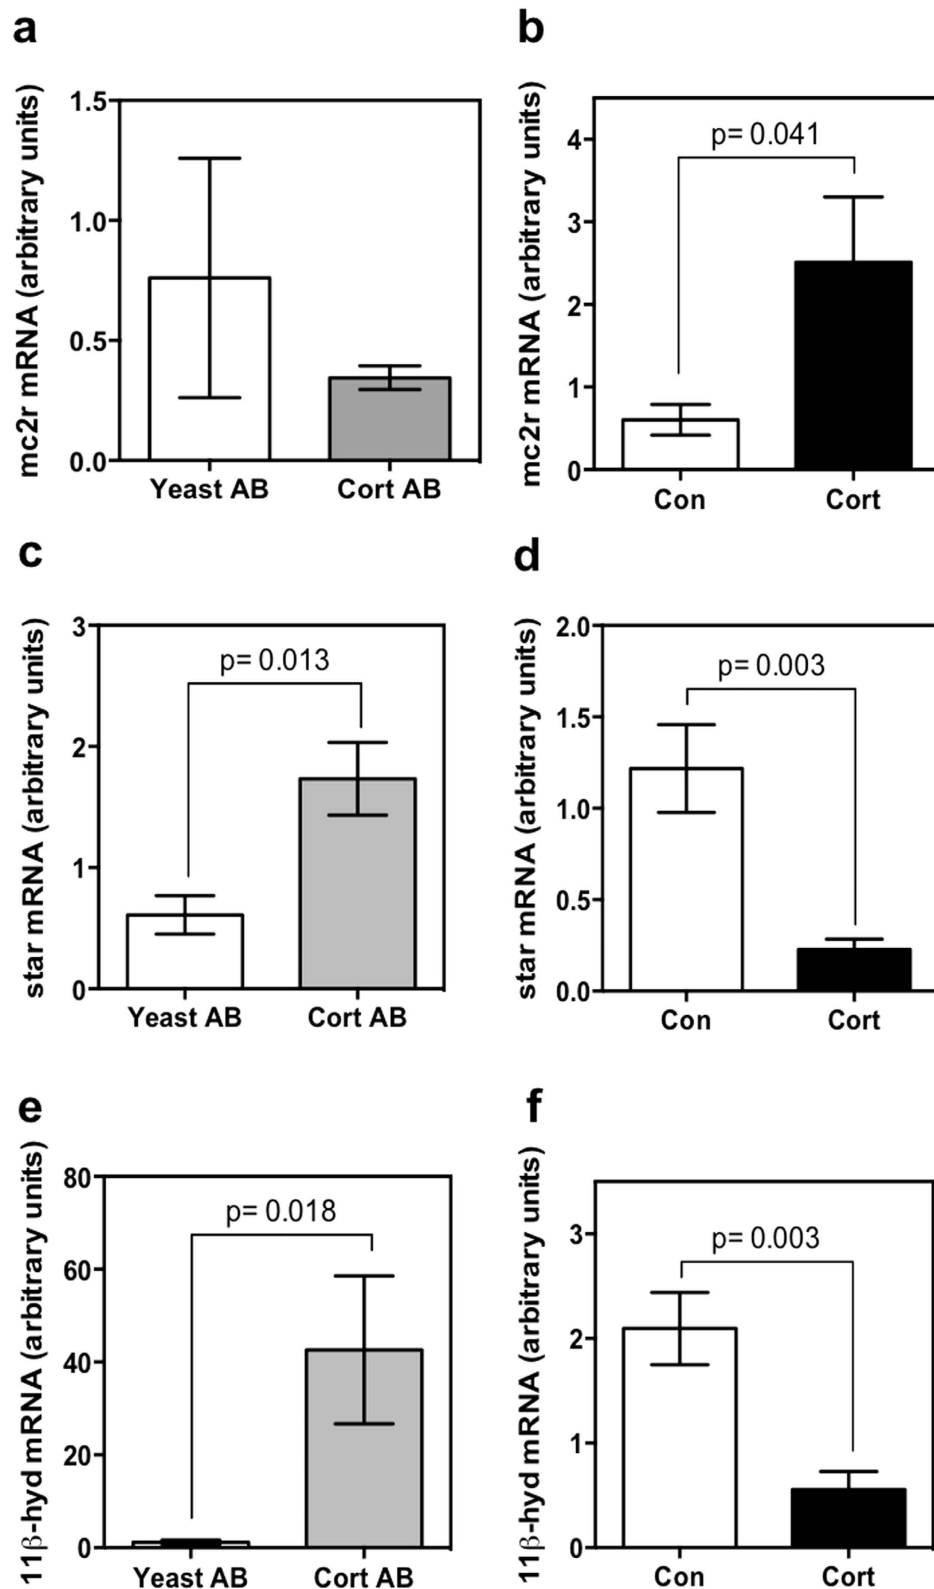 a
mc2r mRNA (arbitrary units)
1.5
1.0
0.5
0.0
Yeast AB
Cort AB
b
mc2r mRNA (arbitrary units)
p= 0.041
4
3
2
1
0
Con
Cort
c
star mRNA (arbitrary units)
3
p= 0.013
2
1
0
Yeast AB
Cort AB
d
star mRNA (arbitrary units)
2.0
p= 0.003
1.5
1.0
0.5
0.0
Con
Cort
e
11β-hyd mRNA (arbitrary units)
80
p= 0.018
60
40
20
0
Yeast AB
Cort AB
f
11β-hyd mRNA (arbitrary units)
p= 0.003
3
2
1
0
Con
Cort